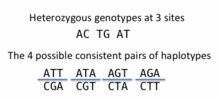 Heterozygous genotypes at 3 sites
AC TG AT
The 4 possible consistent pairs of haplotypes
ATT ATA AGT AGA
CGA CGT CTA CTT